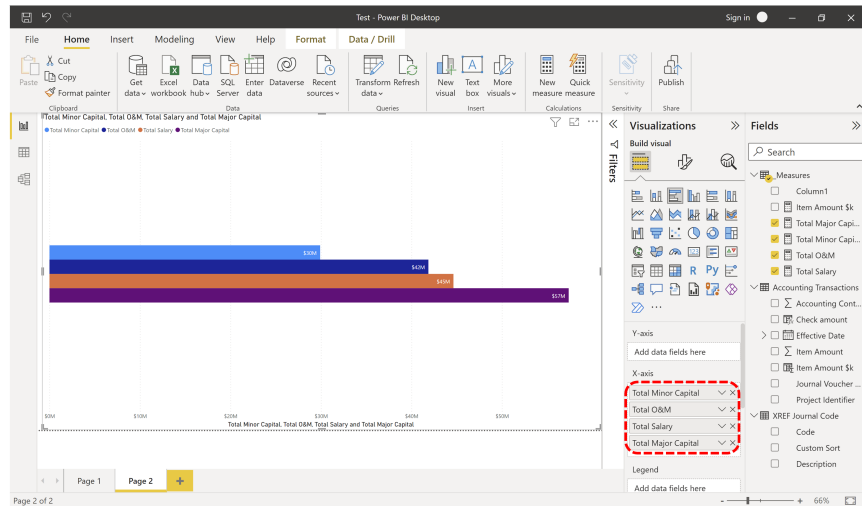 Test - Power BI Desktop
Sign in
File Home Insert Modeling View Help Format Data / Drill
Paste
Cut
Copy
Format painter
Get data
Excel workbook
Data hub
SQL Server
Enter data
Dataverse
Recent sources
Transform data
Refresh
New visual
Text box
More visuals
New measure
Quick measure
Sensitivity
Publish
Clipboard Data Queries Insert Calculations Sensitivity Share
Total Minor Capital, Total O&M, Total Salary and Total Major Capital
Total Minor Capital Total O&M Total Salary Total Major Capital
$30M
$42M
$45M
$57M
$0M $10M $20M $30M $40M $50M
Total Minor Capital, Total O&M, Total Salary and Total Major Capital
Filters
Visualizations
Build visual
R Py
...
Y-axis
Add data fields here
X-axis
Total Minor Capital
Total O&M
Total Salary
Total Major Capital
Legend
Add data fields here
Fields
Search
_Measures
Column1
Item Amount $k
Total Major Capi...
Total Minor Capi...
Total O&M
Total Salary
Accounting Transactions
Accounting Cont...
Check amount
Effective Date
Item Amount
Item Amount $k
Journal Voucher ...
Project Identifier
XREF Journal Code
Code
Custom Sort
Description
Page 1 Page 2 +
Page 2 of 2
- + 66%